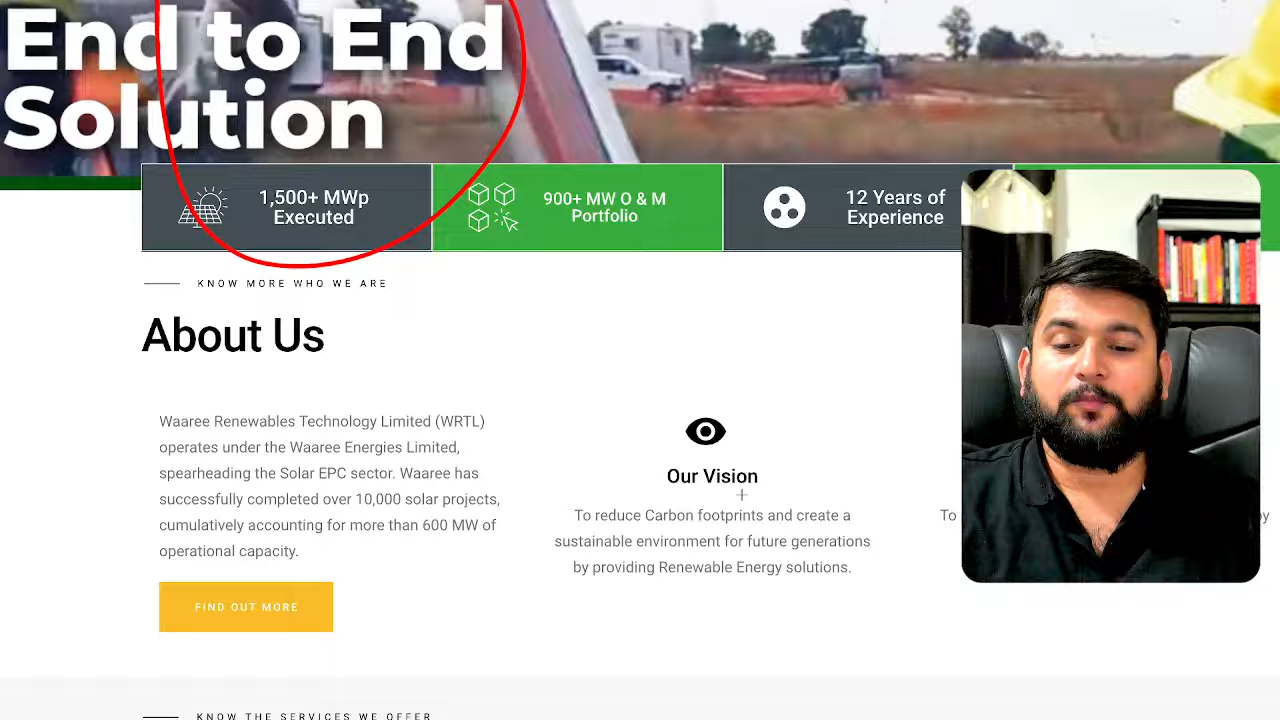 End to End
Solution
1,500+ MWp
Executed
900+ MW O & M
Portfolio
12 Years of
Experience
KNOW MORE WHO WE ARE
About Us
Waaree Renewables Technology Limited (WRTL)
operates under the Waaree Energies Limited,
spearheading the Solar EPC sector. Waaree has
successfully completed over 10,000 solar projects,
cumulatively accounting for more than 600 MW of
operational capacity.
FIND OUT MORE
Our Vision
To reduce Carbon footprints and create a
sustainable environment for future generations
by providing Renewable Energy solutions.
To
KNOW THE SERVICES WE OFFER